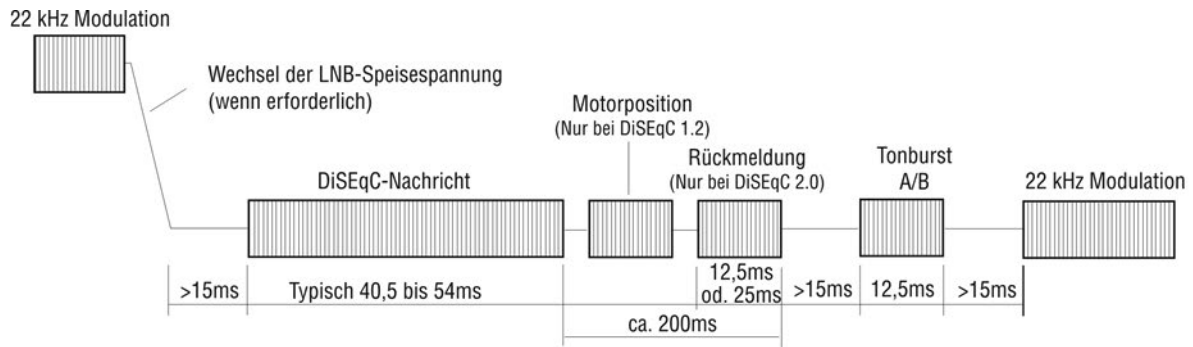 22 kHz Modulation
Wechsel der LNB-Speisespannung
(wenn erforderlich)
Motorposition
(Nur bei DiSEqC 1.2)
Rückmeldung
(Nur bei DiSEqC 2.0)
Tonburst
A/B
DiSEqC-Nachricht
22 kHz Modulation
>15ms
Typisch 40,5 bis 54ms
12,5ms
od. 25ms
>15ms
12,5ms
>15ms
ca. 200ms